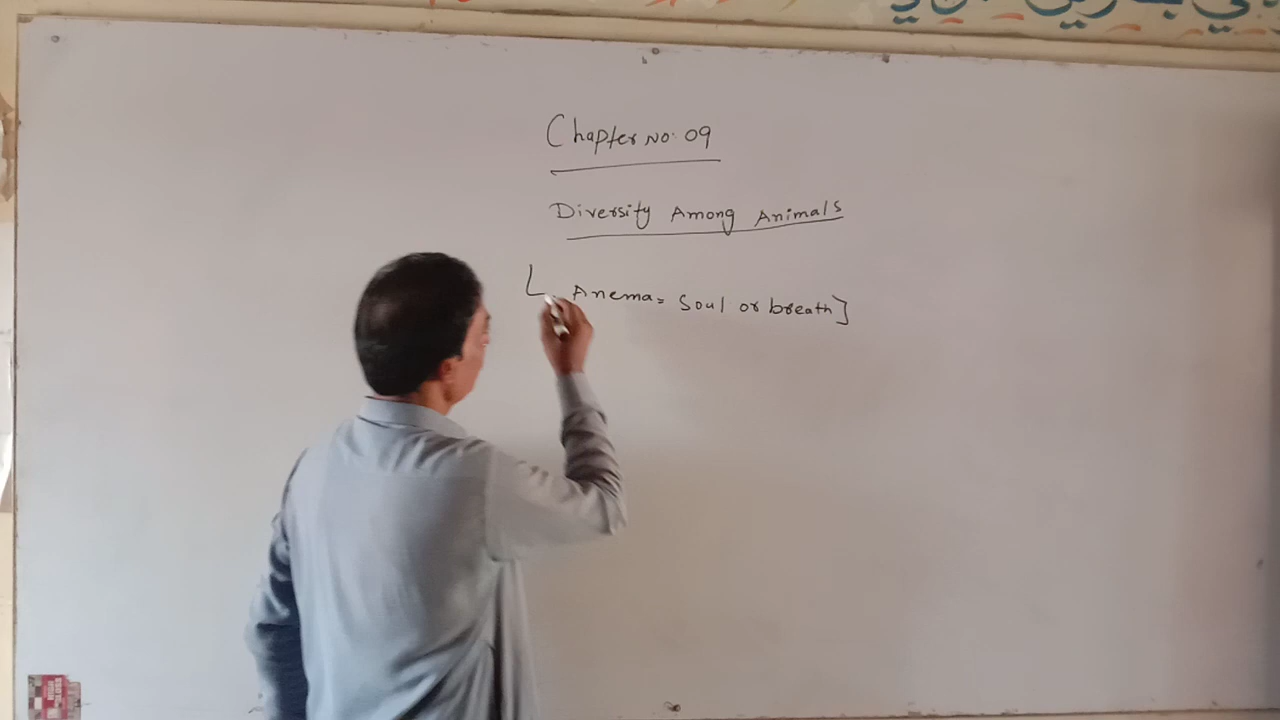 Chapter No: 09
Diversity Among Animals
[ Anema = Soul or breath ]